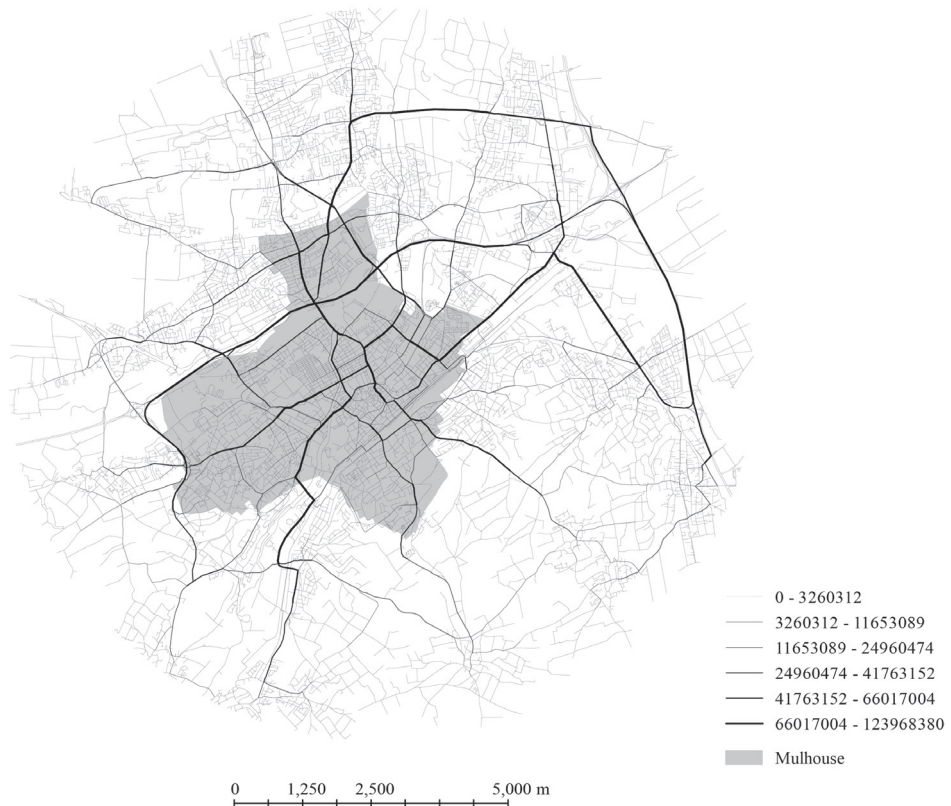 0 - 3260312
3260312 - 11653089
11653089 - 24960474
24960474 - 41763152
41763152 - 66017004
66017004 - 123968380
Mulhouse
0 1,250 2,500 5,000 m